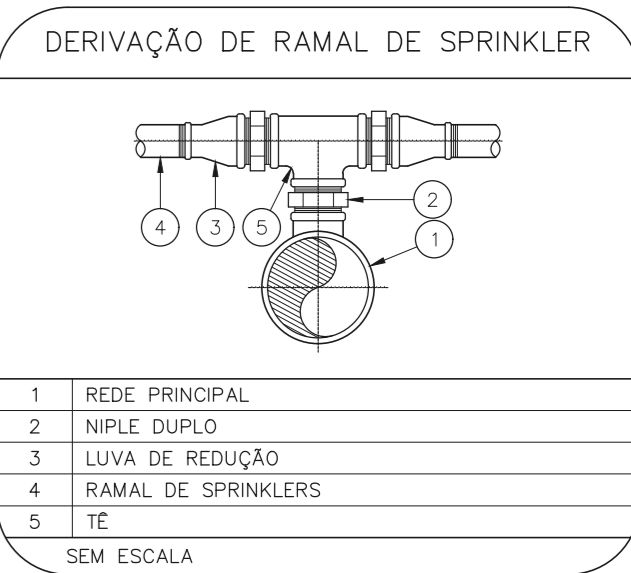 DERIVAÇÃO DE RAMAL DE SPRINKLER
4
3
5
2
1
1 REDE PRINCIPAL
2 NIPLE DUPLO
3 LUVA DE REDUÇÃO
4 RAMAL DE SPRINKLERS
5 TÊ
SEM ESCALA